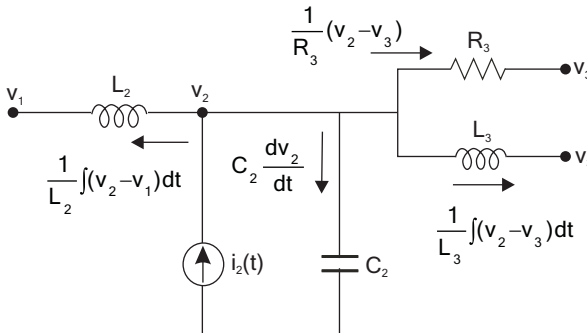 1/R₃ (v₂–v₃)
R₃
v₃
L₂
v₁
v₂
L₃
v
1/L₂ ∫(v₂–v₁)dt
C₂ dv₂/dt
1/L₃ ∫(v₂–v₃)dt
i₂(t)
C₂